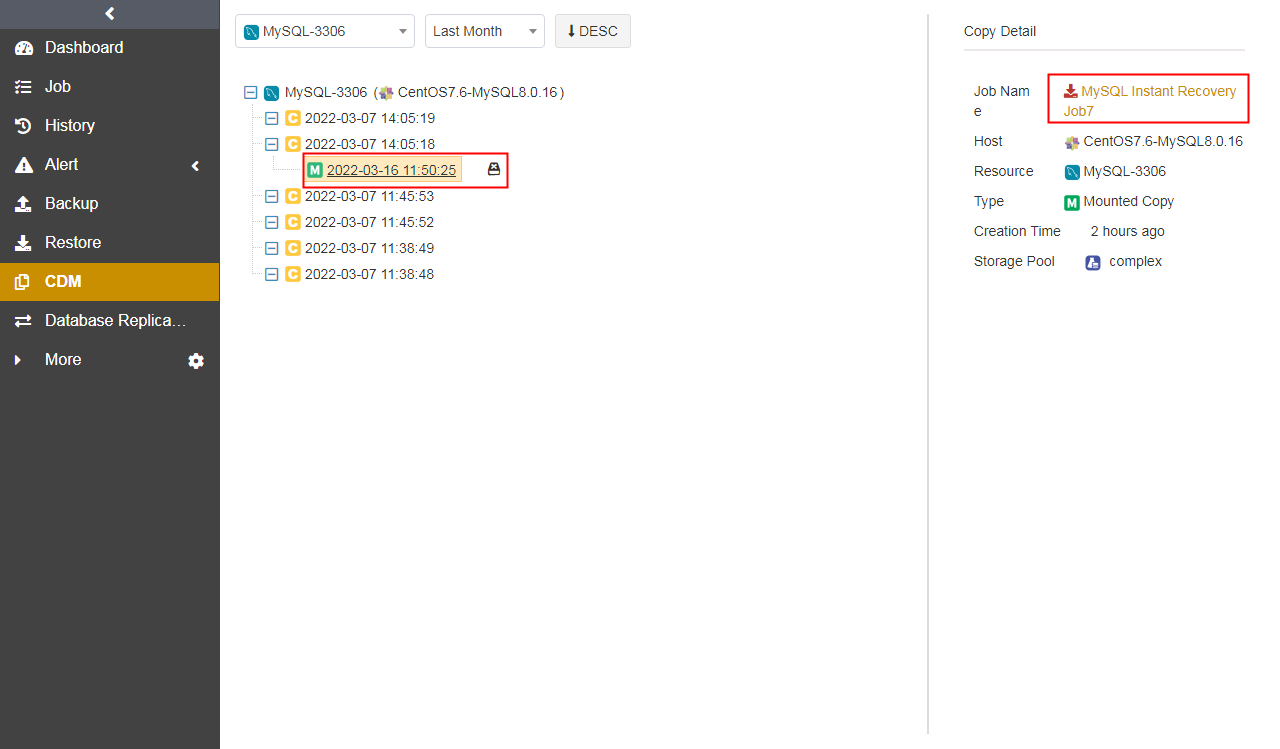 Dashboard
Job
History
Alert
Backup
Restore
CDM
Database Replica…
More
MySQL-3306
Last Month
DESC
MySQL-3306 (CentOS7.6-MySQL8.0.16)
C 2022-03-07 14:05:19
C 2022-03-07 14:05:18
M 2022-03-16 11:50:25
C 2022-03-07 11:45:53
C 2022-03-07 11:45:52
C 2022-03-07 11:38:49
C 2022-03-07 11:38:48
Copy Detail
Job Nam
e
MySQL Instant Recovery
Job7
Host CentOS7.6-MySQL8.0.16
Resource MySQL-3306
Type M Mounted Copy
Creation Time 2 hours ago
Storage Pool complex